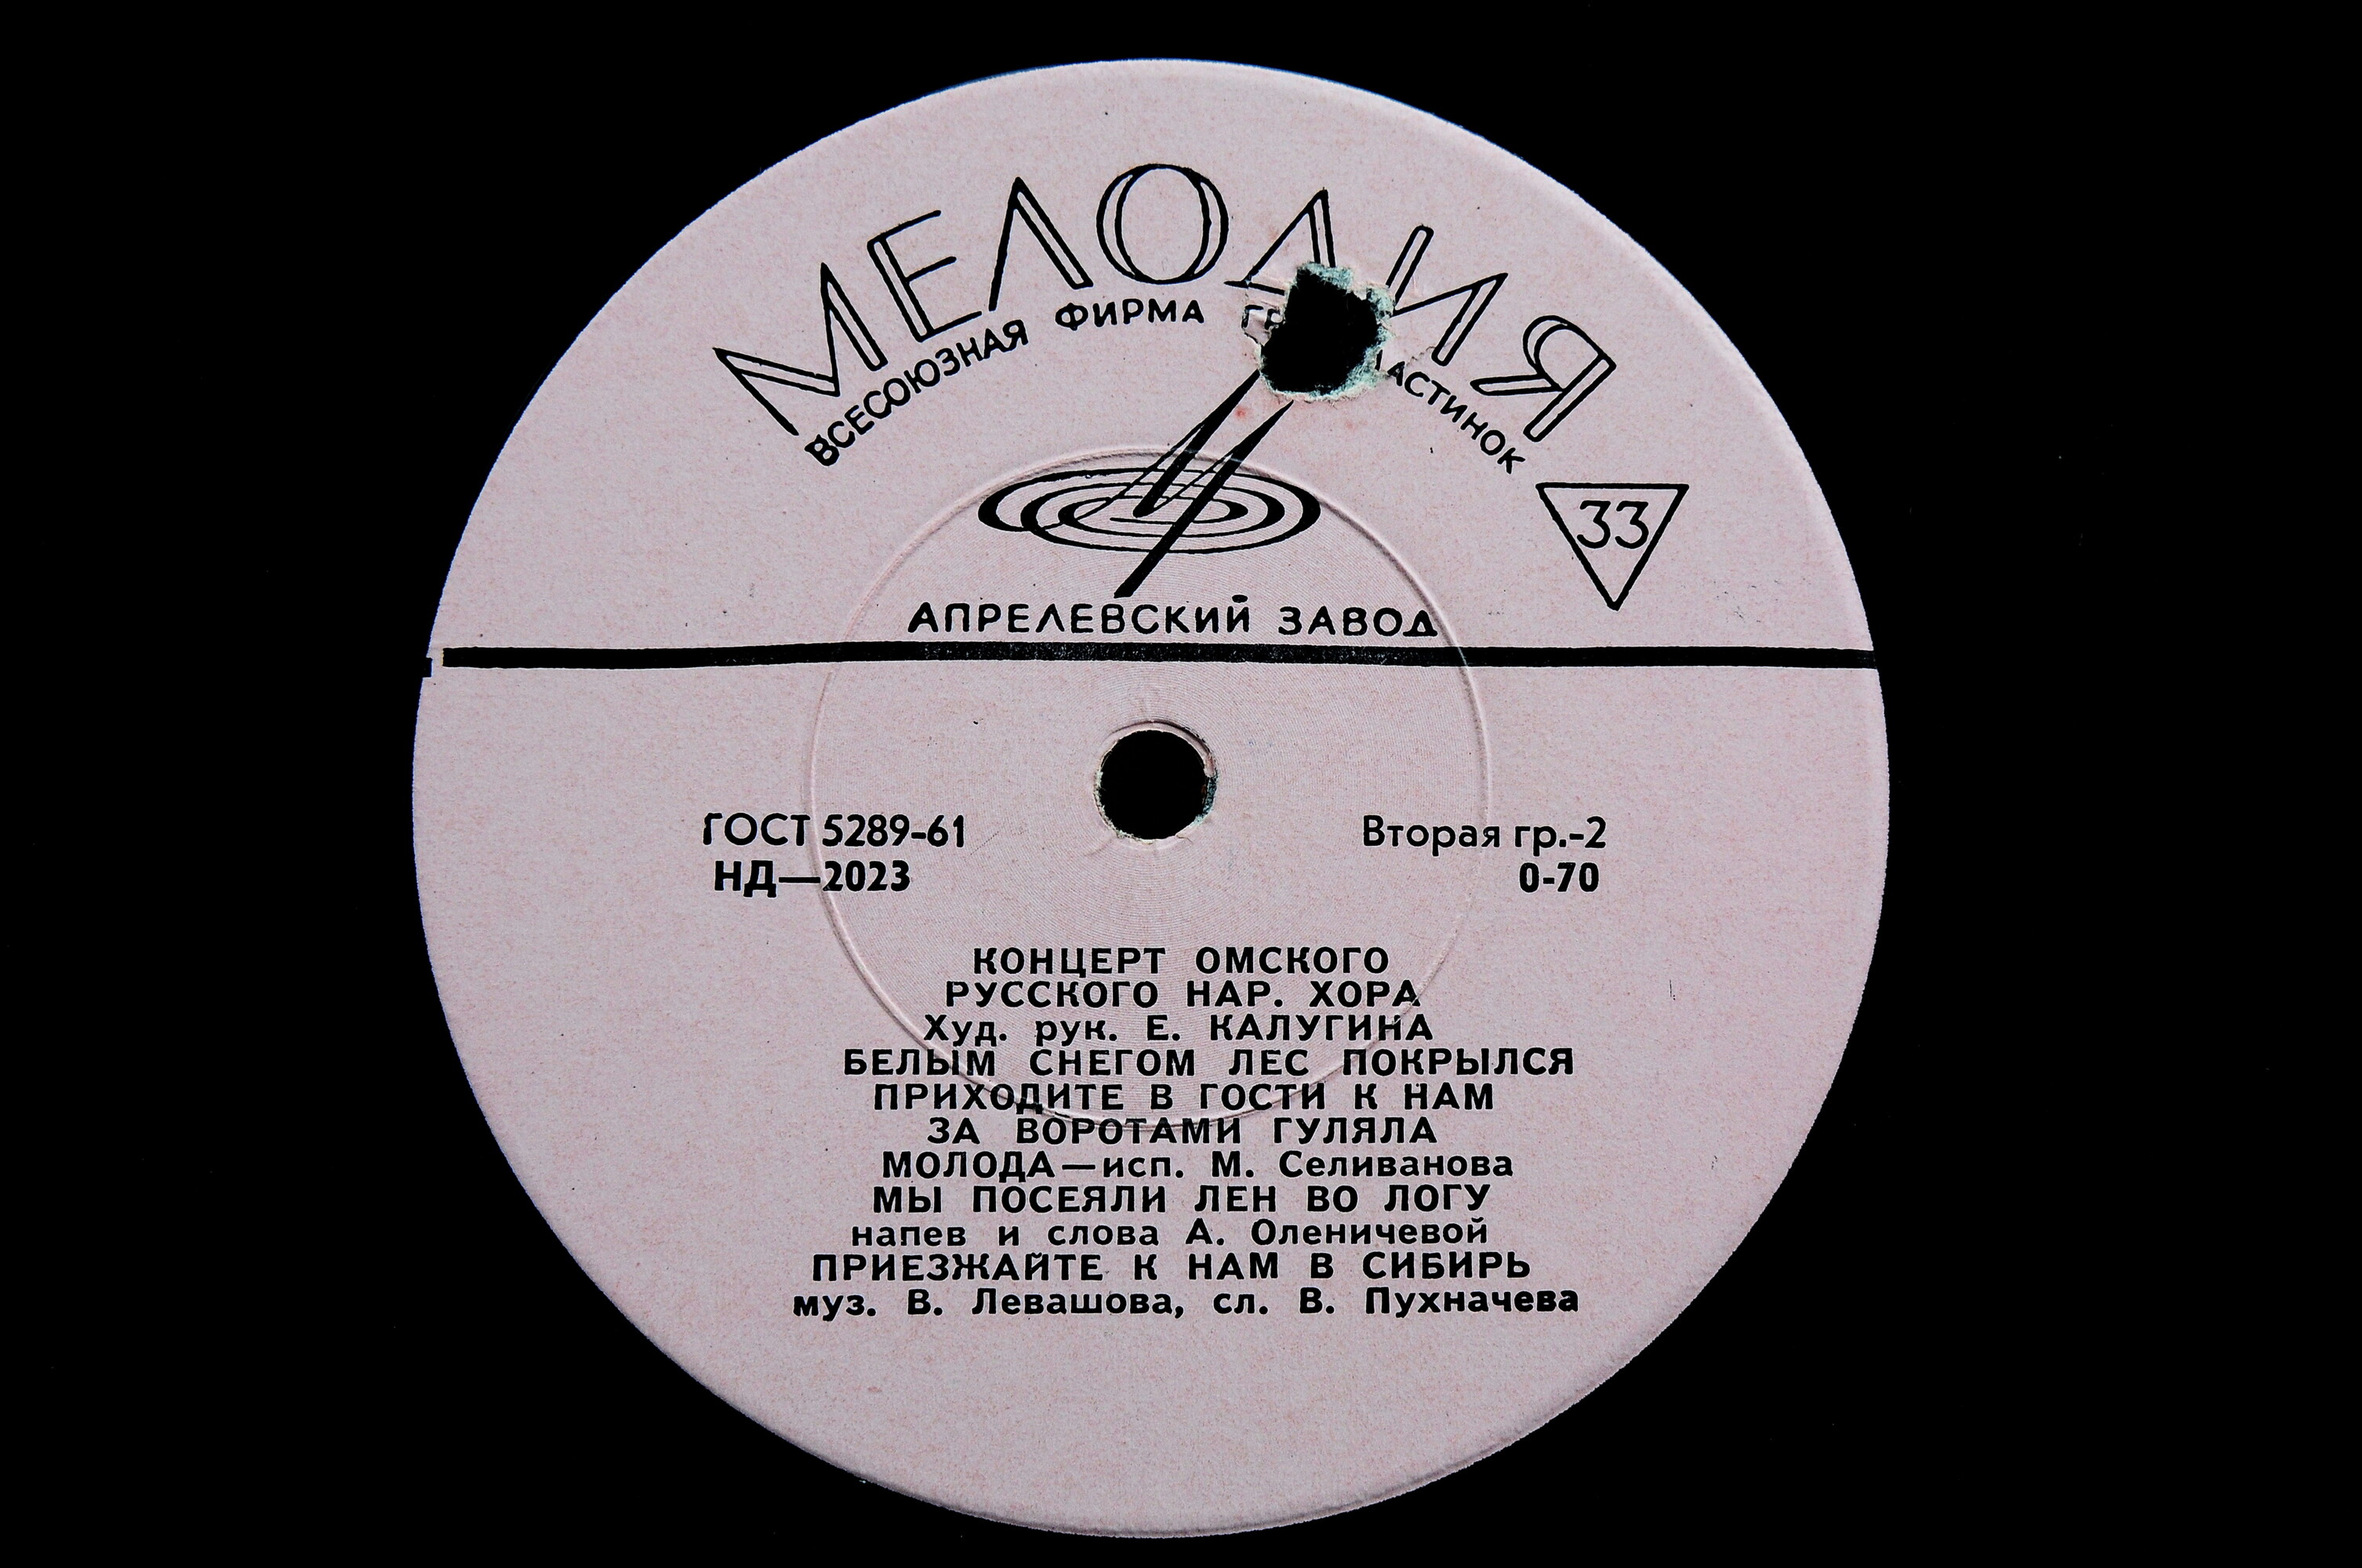 МЕЛОДИЯ
ВСЕСОЮЗНАЯ ФИРМА
33
АПРЕЛЕВСКИЙ ЗАВОД
ГОСТ 5289-61
НД—2023
Вторая гр.-2
0-70
КОНЦЕРТ ОМСКОГО
РУССКОГО НАР. ХОРА
Худ. рук. Е. КАЛУГИНА
БЕЛЫМ СНЕГОМ ЛЕС ПОКРЫЛСЯ
ПРИХОДИТЕ В ГОСТИ К НАМ
ЗА ВОРОТАМИ ГУЛЯЛА
МОЛОДА—исп. М. Селиванова
МЫ ПОСЕЯЛИ ЛЕН ВО ЛОГУ
напев и слова А. Оленичевой
ПРИЕЗЖАЙТЕ К НАМ В СИБИРЬ
муз. В. Левашова, сл. В. Пухначева